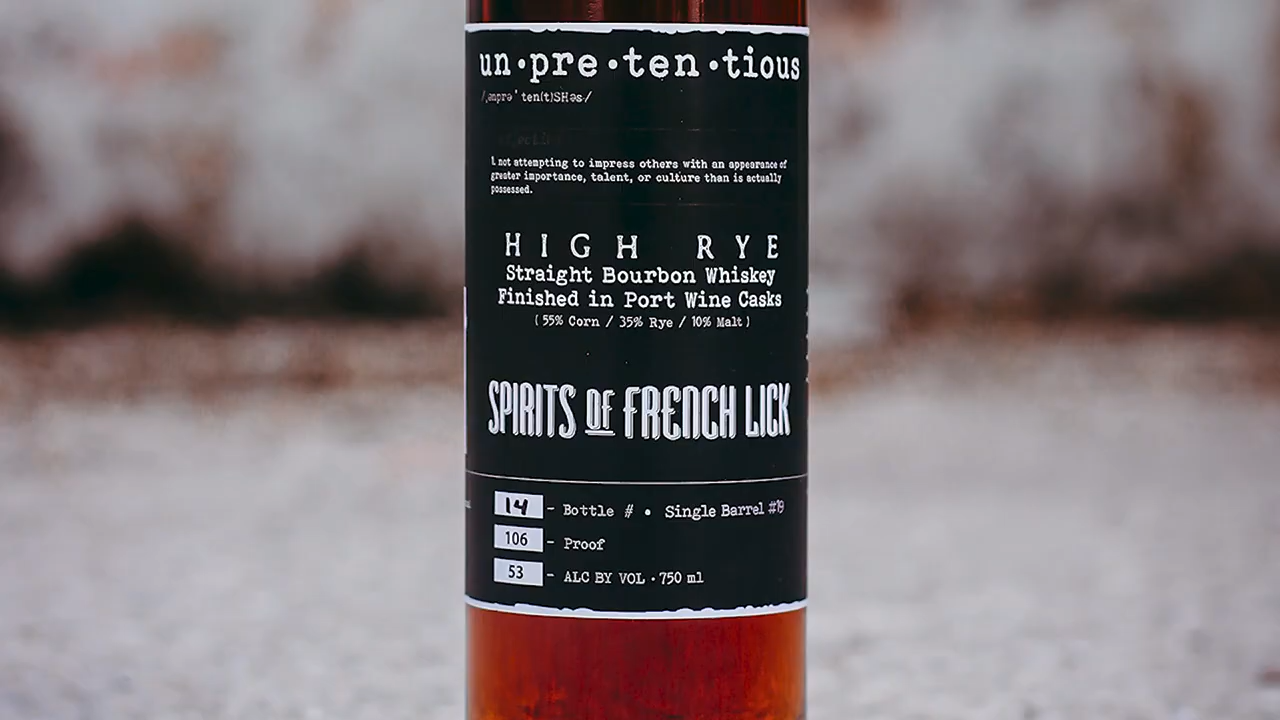 un•pre•ten•tious
/ˌənprəˈten(t)SHəs/
1. not attempting to impress others with an appearance of
greater importance, talent, or culture than is actually
possessed.
HIGH RYE
Straight Bourbon Whiskey
Finished in Port Wine Casks
( 55% Corn / 35% Rye / 10% Malt )
SPIRITS OF FRENCH LICK
14 - Bottle # • Single Barrel #19
106 - Proof
53 - ALC BY VOL · 750 ml